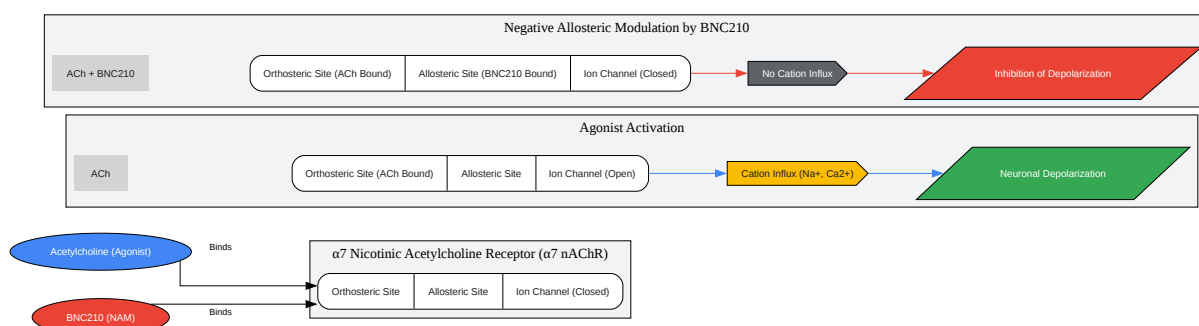 Negative Allosteric Modulation by BNC210
ACh + BNC210
Orthosteric Site (ACh Bound)
Allosteric Site (BNC210 Bound)
Ion Channel (Closed)
No Cation Influx
Inhibition of Depolarization
Agonist Activation
ACh
Orthosteric Site (ACh Bound)
Allosteric Site
Ion Channel (Open)
Cation Influx (Na+, Ca2+)
Neuronal Depolarization
Acetylcholine (Agonist)
Binds
α7 Nicotinic Acetylcholine Receptor (α7 nAChR)
Orthosteric Site
Allosteric Site
Ion Channel (Closed)
BNC210 (NAM)
Binds